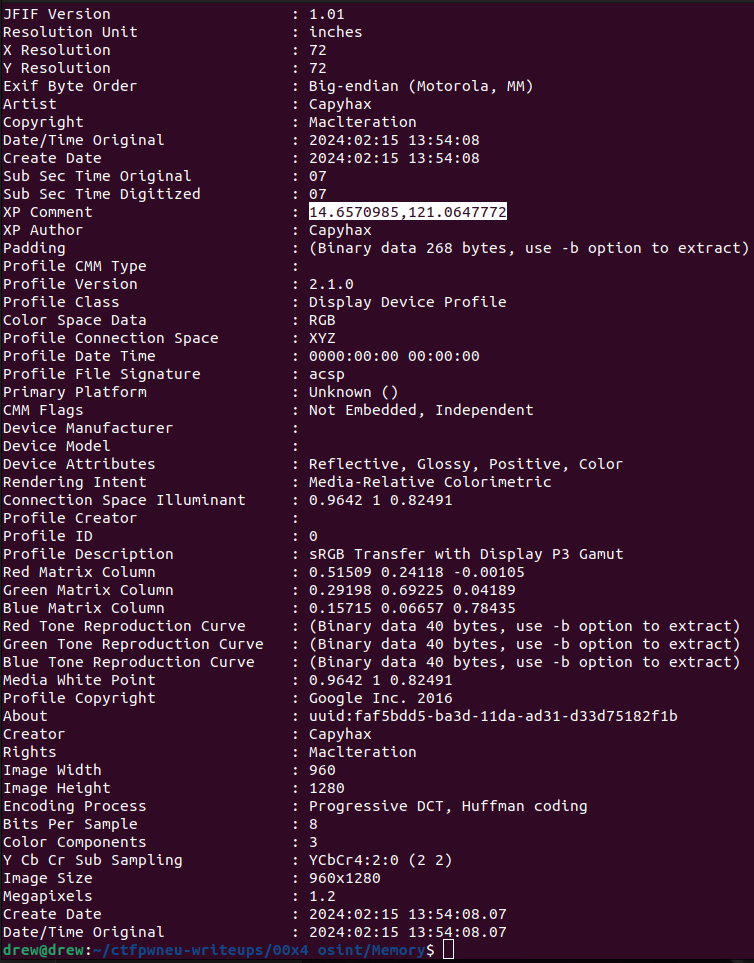 JFIF Version : 1.01
Resolution Unit : inches
X Resolution : 72
Y Resolution : 72
Exif Byte Order : Big-endian (Motorola, MM)
Artist : Capyhax
Copyright : Maclteration
Date/Time Original : 2024:02:15 13:54:08
Create Date : 2024:02:15 13:54:08
Sub Sec Time Original : 07
Sub Sec Time Digitized : 07
XP Comment : 14.6570985,121.0647772
XP Author : Capyhax
Padding : (Binary data 268 bytes, use -b option to extract)
Profile CMM Type :
Profile Version : 2.1.0
Profile Class : Display Device Profile
Color Space Data : RGB
Profile Connection Space : XYZ
Profile Date Time : 0000:00:00 00:00:00
Profile File Signature : acsp
Primary Platform : Unknown ()
CMM Flags : Not Embedded, Independent
Device Manufacturer :
Device Model :
Device Attributes : Reflective, Glossy, Positive, Color
Rendering Intent : Media-Relative Colorimetric
Connection Space Illuminant : 0.9642 1 0.82491
Profile Creator :
Profile ID : 0
Profile Description : sRGB Transfer with Display P3 Gamut
Red Matrix Column : 0.51509 0.24118 -0.00105
Green Matrix Column : 0.29198 0.69225 0.04189
Blue Matrix Column : 0.15715 0.06657 0.78435
Red Tone Reproduction Curve : (Binary data 40 bytes, use -b option to extract)
Green Tone Reproduction Curve : (Binary data 40 bytes, use -b option to extract)
Blue Tone Reproduction Curve : (Binary data 40 bytes, use -b option to extract)
Media White Point : 0.9642 1 0.82491
Profile Copyright : Google Inc. 2016
About : uuid:faf5bdd5-ba3d-11da-ad31-d33d75182f1b
Creator : Capyhax
Rights : Maclteration
Image Width : 960
Image Height : 1280
Encoding Process : Progressive DCT, Huffman coding
Bits Per Sample : 8
Color Components : 3
Y Cb Cr Sub Sampling : YCbCr4:2:0 (2 2)
Image Size : 960x1280
Megapixels : 1.2
Create Date : 2024:02:15 13:54:08.07
Date/Time Original : 2024:02:15 13:54:08.07
drew@drew:~/ctfpwneu-writeups/00x4 osint/Memory$